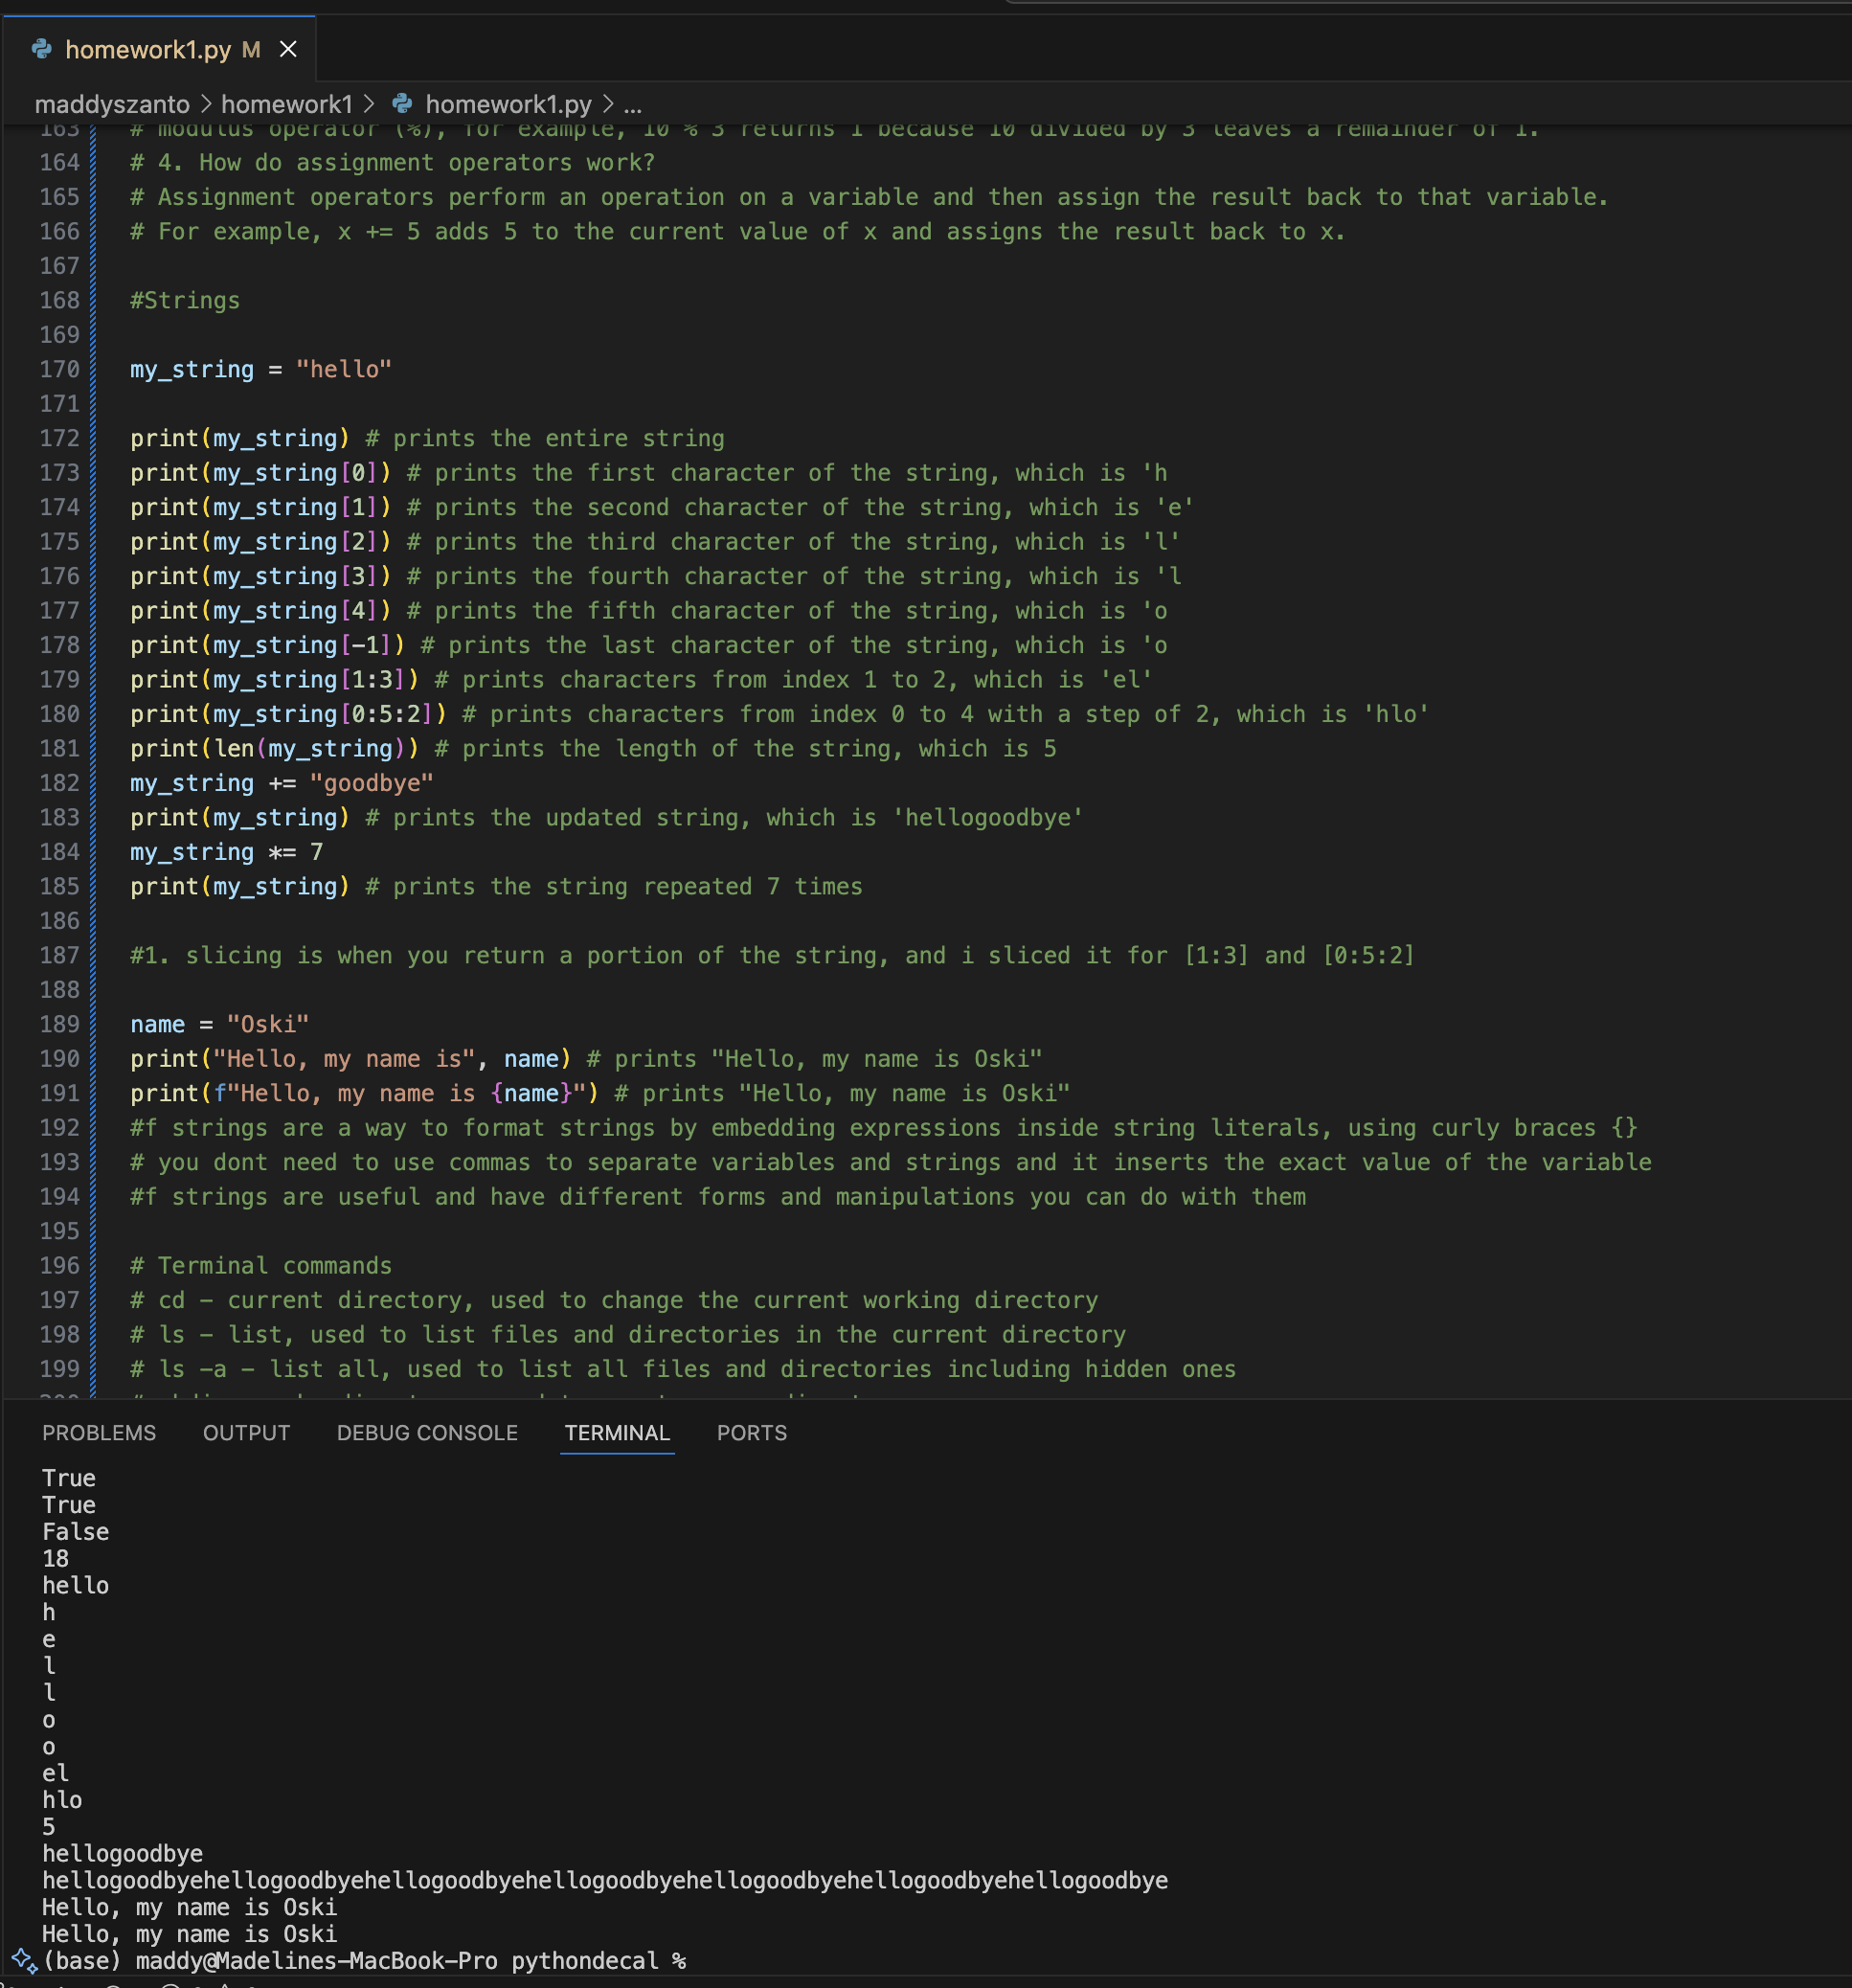 homework1.py M
maddyszanto > homework1 > homework1.py > ...
163 # modulus operator (%), for example, 10 % 3 returns 1 because 10 divided by 3 leaves a remainder of 1.
164 # 4. How do assignment operators work?
165 # Assignment operators perform an operation on a variable and then assign the result back to that variable.
166 # For example, x += 5 adds 5 to the current value of x and assigns the result back to x.
167
168 #Strings
169
170 my_string = "hello"
171
172 print(my_string) # prints the entire string
173 print(my_string[0]) # prints the first character of the string, which is 'h
174 print(my_string[1]) # prints the second character of the string, which is 'e'
175 print(my_string[2]) # prints the third character of the string, which is 'l'
176 print(my_string[3]) # prints the fourth character of the string, which is 'l
177 print(my_string[4]) # prints the fifth character of the string, which is 'o
178 print(my_string[-1]) # prints the last character of the string, which is 'o
179 print(my_string[1:3]) # prints characters from index 1 to 2, which is 'el'
180 print(my_string[0:5:2]) # prints characters from index 0 to 4 with a step of 2, which is 'hlo'
181 print(len(my_string)) # prints the length of the string, which is 5
182 my_string += "goodbye"
183 print(my_string) # prints the updated string, which is 'hellogoodbye'
184 my_string *= 7
185 print(my_string) # prints the string repeated 7 times
186
187 #1. slicing is when you return a portion of the string, and i sliced it for [1:3] and [0:5:2]
188
189 name = "Oski"
190 print("Hello, my name is", name) # prints "Hello, my name is Oski"
191 print(f"Hello, my name is {name}") # prints "Hello, my name is Oski"
192 #f strings are a way to format strings by embedding expressions inside string literals, using curly braces {}
193 # you dont need to use commas to separate variables and strings and it inserts the exact value of the variable
194 #f strings are useful and have different forms and manipulations you can do with them
195
196 # Terminal commands
197 # cd - current directory, used to change the current working directory
198 # ls - list, used to list files and directories in the current directory
199 # ls -a - list all, used to list all files and directories including hidden ones
PROBLEMS OUTPUT DEBUG CONSOLE TERMINAL PORTS
True
True
False
18
hello
h
e
l
l
o
o
el
hlo
5
hellogoodbye
hellogoodbyehellogoodbyehellogoodbyehellogoodbyehellogoodbyehellogoodbyehellogoodbye
Hello, my name is Oski
Hello, my name is Oski
(base) maddy@Madelines-MacBook-Pro pythondecal %